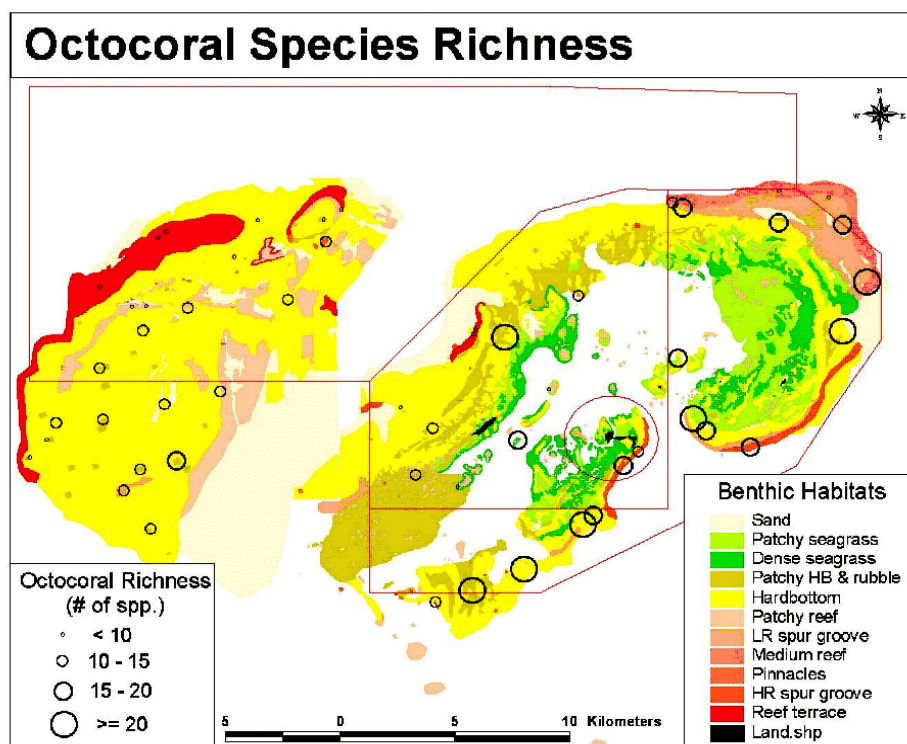 Octocoral Species Richness
N
W E
S
Benthic Habitats
Sand
Patchy seagrass
Dense seagrass
Patchy HB & rubble
Hardbottom
Patchy reef
LR spur groove
Medium reef
Pinnacles
HR spur groove
Reef terrace
Land.shp
Octocoral Richness
(# of spp.)
< 10
10 - 15
15 - 20
>= 20
5 0 5 10 Kilometers